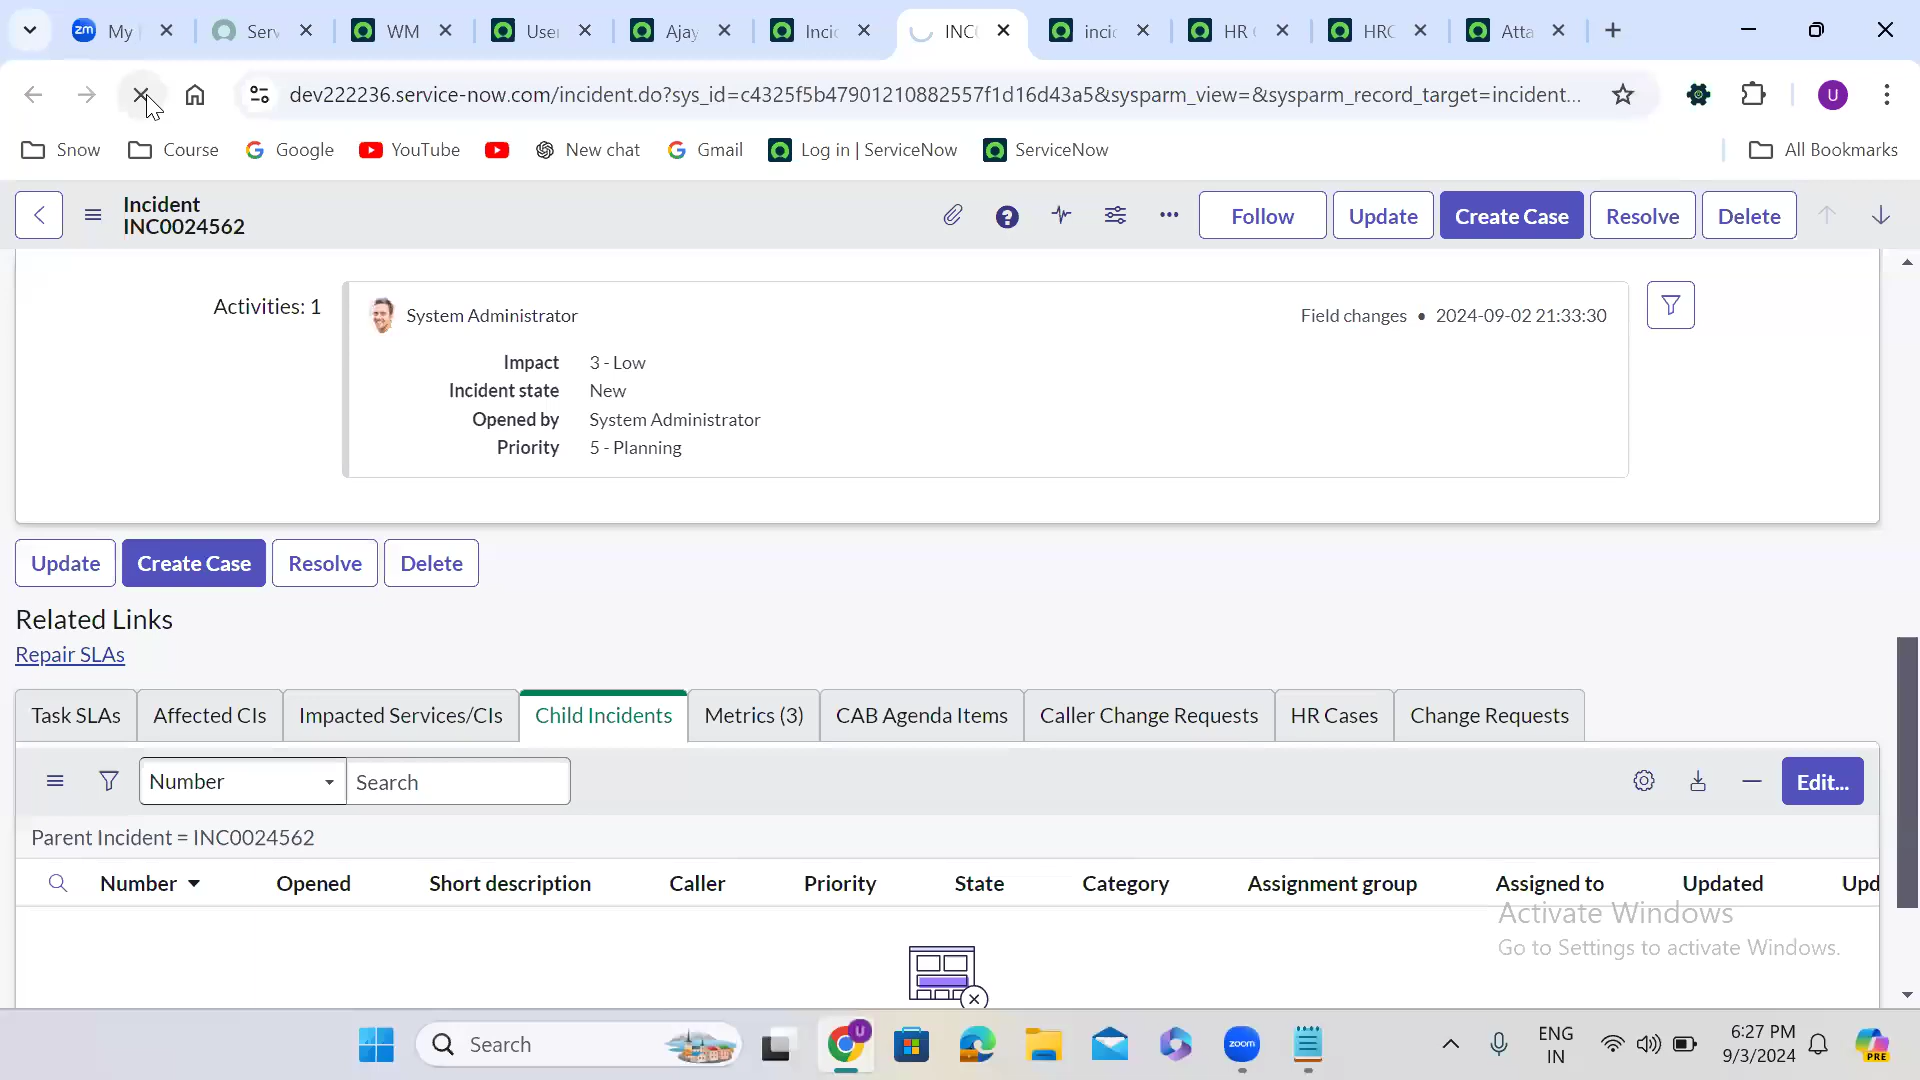 My
Serv
WM
User
Ajay
Inci
INC
inci
HR
HRC
Atta
dev222236.service-now.com/incident.do?sys_id=c4325f5b47901210882557f1d16d43a5&sysparm_view=&sysparm_record_target=incident...
U
Snow
Course
Google
YouTube
New chat
Gmail
Log in | ServiceNow
ServiceNow
All Bookmarks
Incident
INC0024562
Follow
Update
Create Case
Resolve
Delete
Activities: 1
System Administrator
Field changes • 2024-09-02 21:33:30
Impact 3 - Low
Incident state New
Opened by System Administrator
Priority 5 - Planning
Update
Create Case
Resolve
Delete
Related Links
Repair SLAs
Task SLAs
Affected CIs
Impacted Services/CIs
Child Incidents
Metrics (3)
CAB Agenda Items
Caller Change Requests
HR Cases
Change Requests
Number
Search
Edit...
Parent Incident = INC0024562
Number
Opened
Short description
Caller
Priority
State
Category
Assignment group
Assigned to
Updated
Upd
Activate Windows
Go to Settings to activate Windows.
Search
U
zoom
ENG
IN
6:27 PM
9/3/2024
PRE